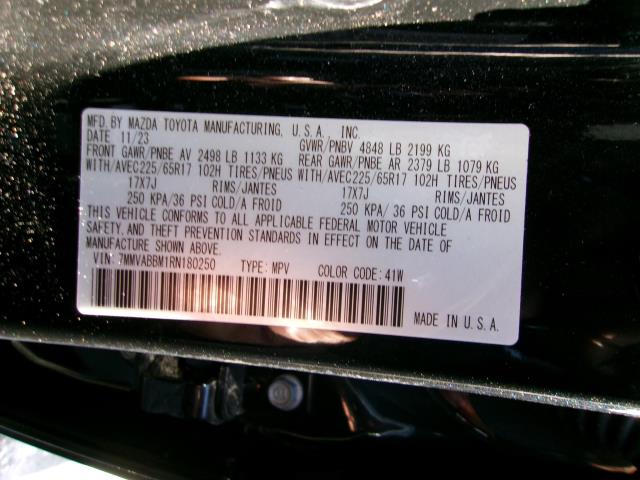 MFD. BY MAZDA TOYOTA MANUFACTURING, U.S.A., INC.
DATE 11/23 GVWR/PNBV 4848 LB 2199 KG
FRONT GAWR/PNBE AV 2498 LB 1133 KG REAR GAWR/PNBE AR 2379 LB 1079 KG
WITH/AVEC225/65R17 102H TIRES/PNEUS WITH/AVEC225/65R17 102H TIRES/PNEUS
17X7J RIMS/JANTES 17X7J RIMS/JANTES
250 KPA/36 PSI COLD/A FROID 250 KPA/ 36 PSI COLD/A FROID
THIS VEHICLE CONFORMS TO ALL APPLICABLE FEDERAL MOTOR VEHICLE
SAFETY, AND THEFT PREVENTION STANDARDS IN EFFECT ON THE DATE OF
MANUFACTURE SHOWN ABOVE.
VIN: 7MMVABBM1RN180250 TYPE: MPV COLOR CODE: 41W
MADE IN U.S.A.